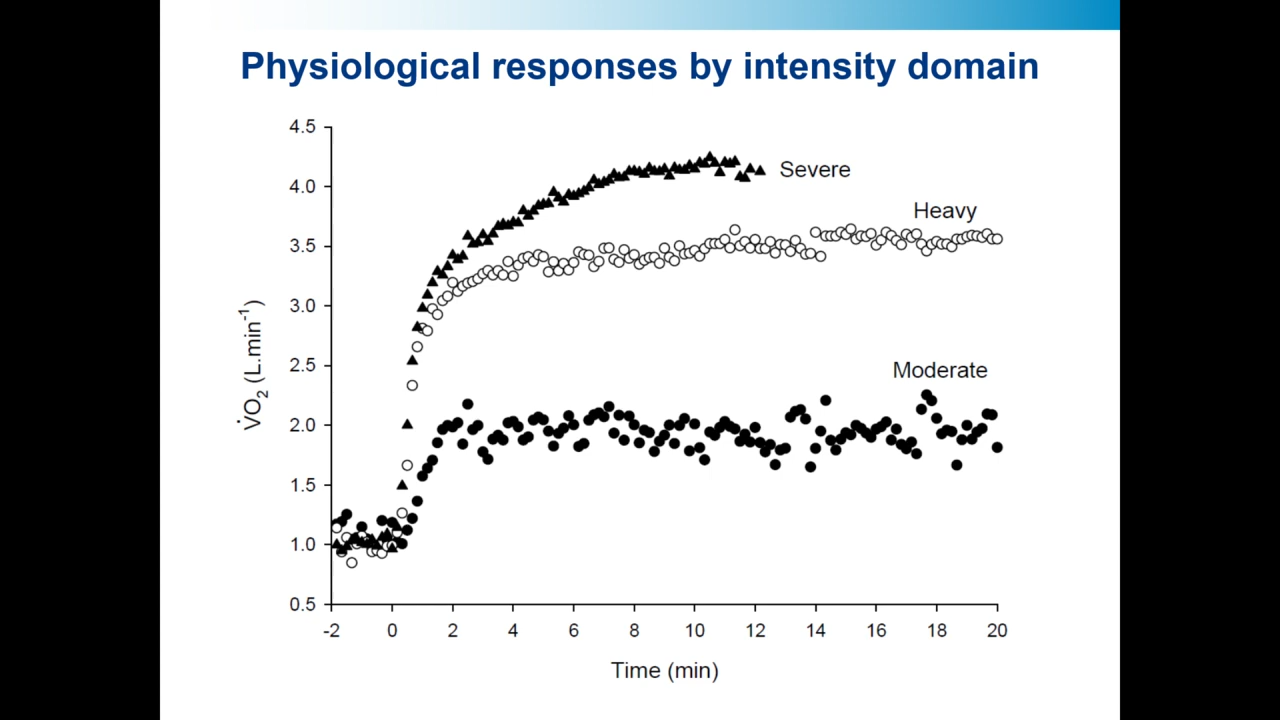 Physiological responses by intensity domain
4.5
4.0
3.5
3.0
2.5
2.0
1.5
1.0
0.5
V̇O₂ (L.min⁻¹)
Severe
Heavy
Moderate
-2 0 2 4 6 8 10 12 14 16 18 20
Time (min)